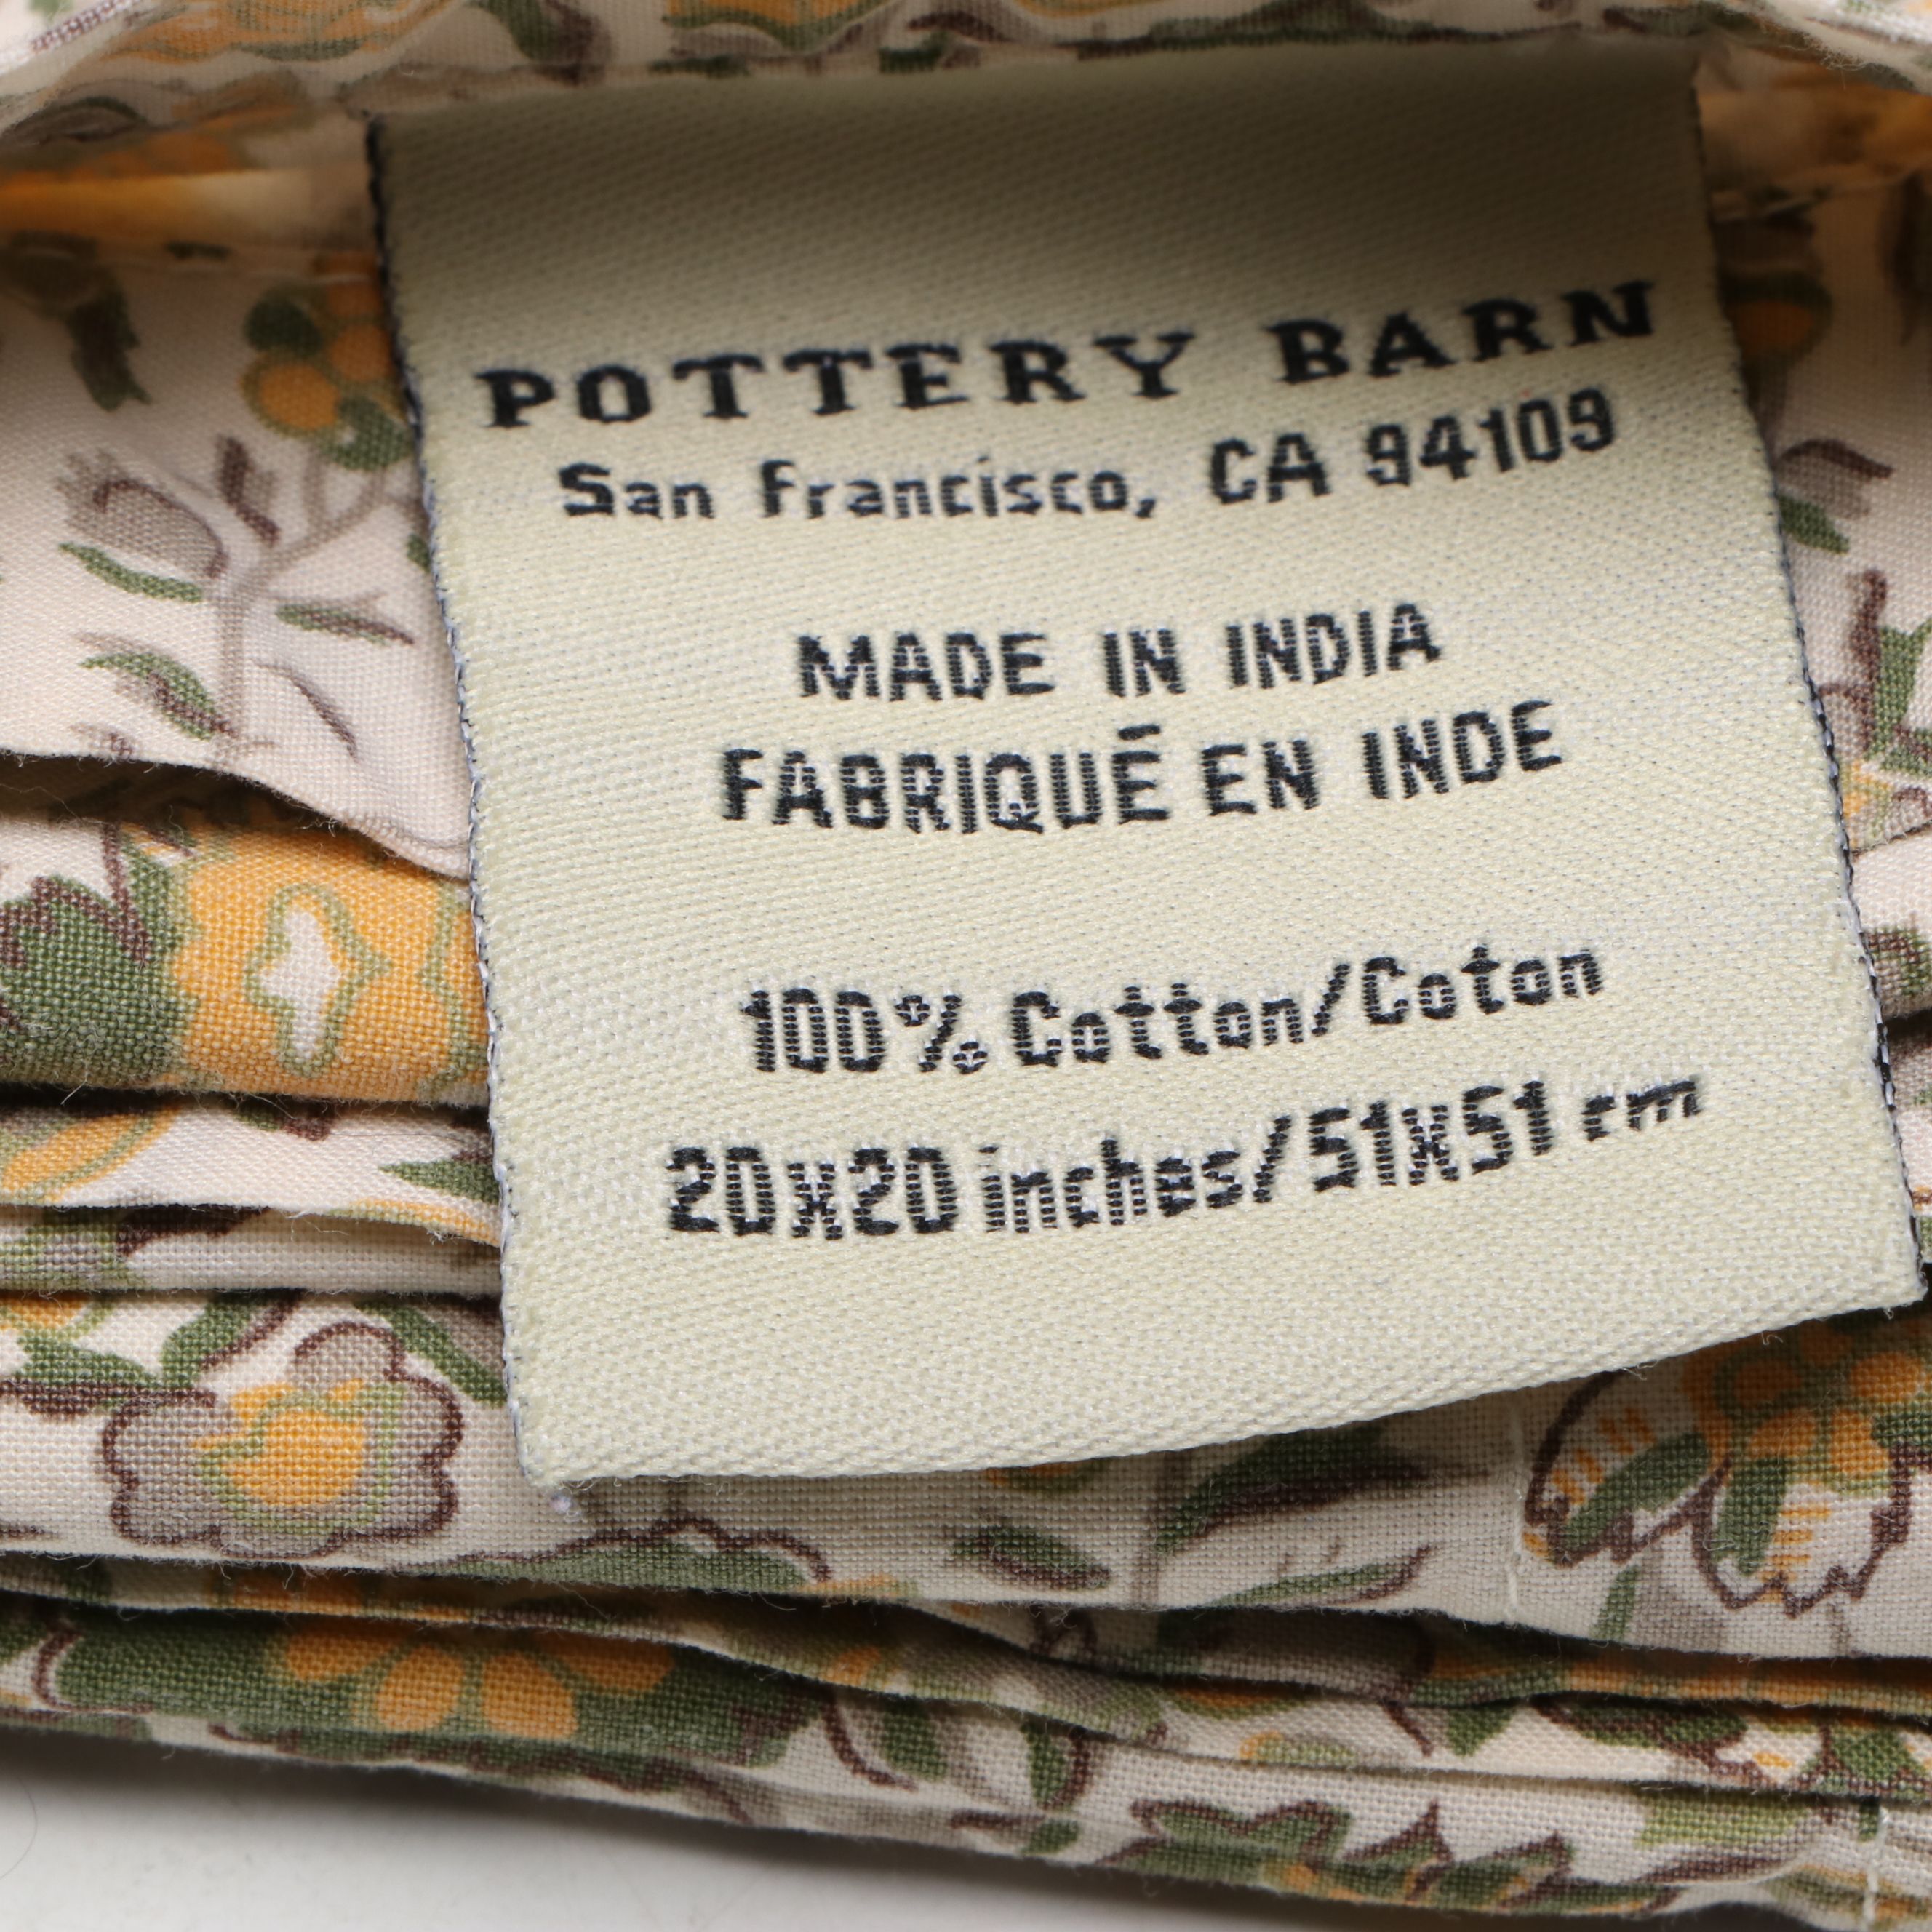 POTTERY BARN
San Francisco, CA 94109
MADE IN INDIA
FABRIQUÉ EN INDE
100% Cotton/Coton
20x20 inches/51x51 cm